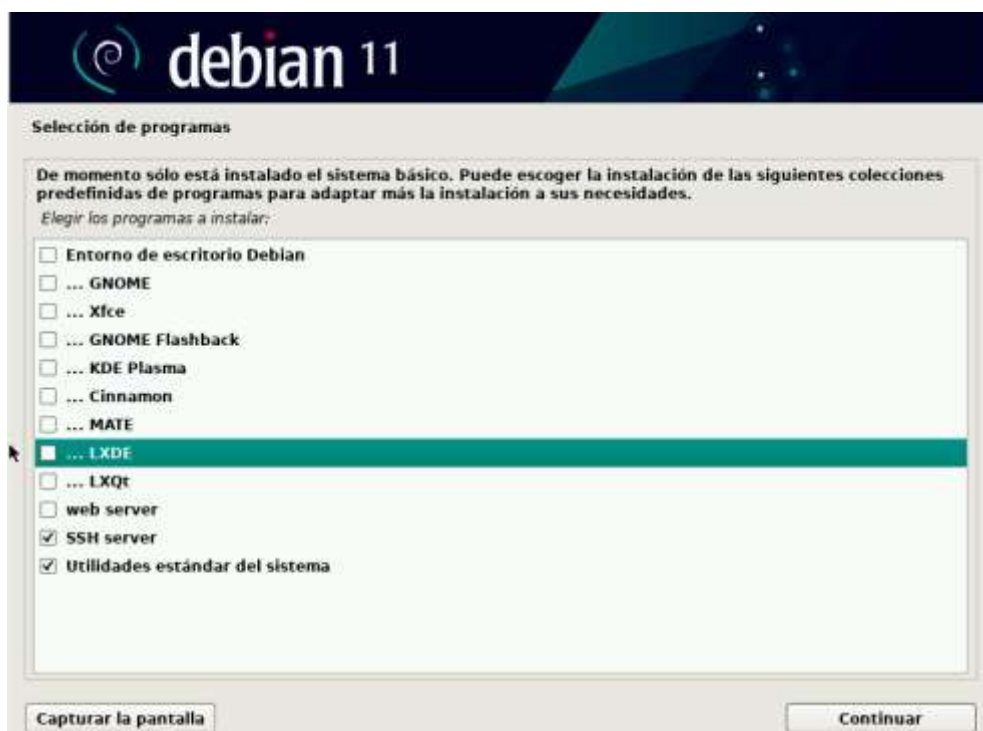 debian 11
Selección de programas
De momento sólo está instalado el sistema básico. Puede escoger la instalación de las siguientes colecciones
predefinidas de programas para adaptar más la instalación a sus necesidades.
Elegir los programas a instalar:
Entorno de escritorio Debian
... GNOME
... Xfce
... GNOME Flashback
... KDE Plasma
... Cinnamon
... MATE
... LXDE
... LXQt
web server
SSH server
Utilidades estándar del sistema
Capturar la pantalla
Continuar